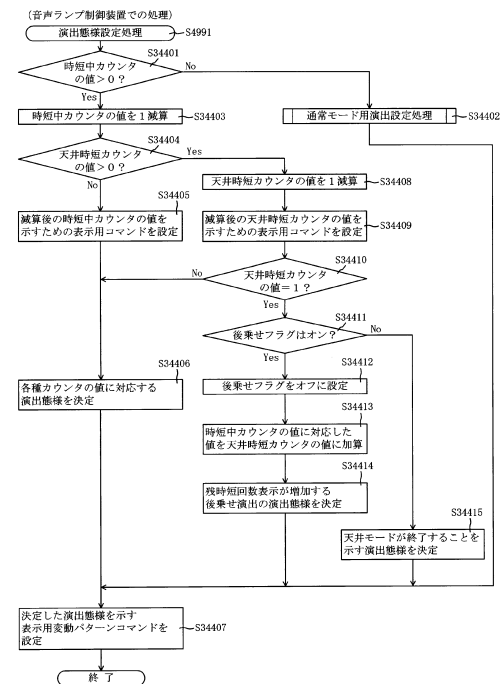 (音声ランプ制御装置での処理)
演出態様設定処理
S4991
S34401
時短中カウンタ
の値>0?
No
Yes
時短中カウンタの値を1減算
S34403
通常モード用演出設定処理
S34402
S34404
天井時短カウンタ
の値>0?
Yes
No
天井時短カウンタの値を1減算
S34408
S34405
減算後の時短中カウンタの値を
示すための表示用コマンドを設定
減算後の天井時短カウンタの値を
示すための表示用コマンドを設定
S34409
S34410
天井時短カウンタ
の値=1?
No
Yes
S34411
後乗せフラグはオン?
No
Yes
S34406
各種カウンタの値に対応する
演出態様を決定
S34412
後乗せフラグをオフに設定
S34413
時短中カウンタの値に対応した
値を天井時短カウンタの値に加算
S34414
残時短回数表示が増加する
後乗せ演出の演出態様を決定
S34415
天井モードが終了することを
示す演出態様を決定
決定した演出態様を示す
表示用変動パターンコマンドを
設定
S34407
終了